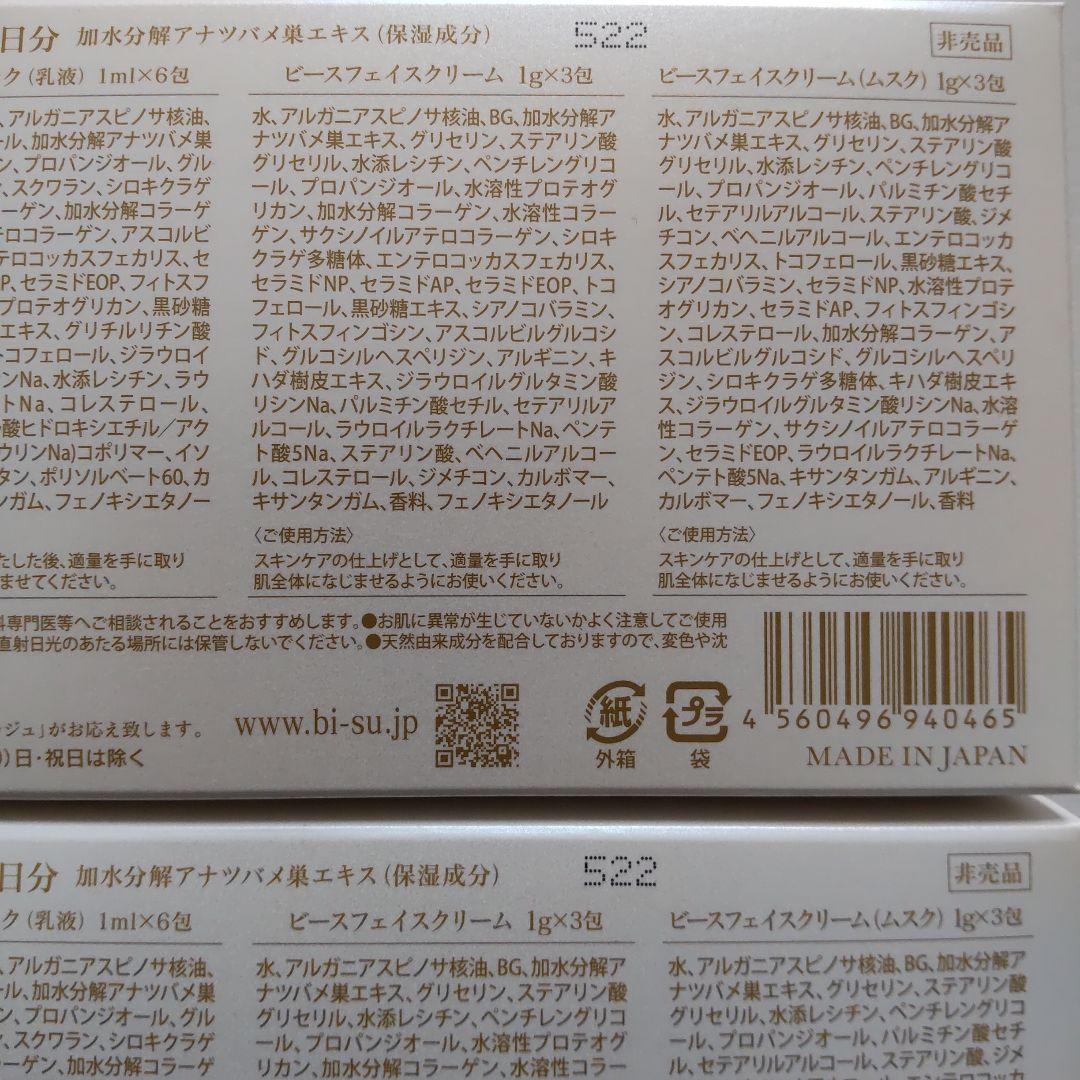 日分 加水分解アナツバメ巣エキス(保湿成分) 522 非売品
ク(乳液) 1ml×6包
、アルガニアスピノサ核油、
ール、加水分解アナツバメ巣
ン、プロパンジオール、グル
、スクワラン、シロキクラゲ
ーゲン、加水分解コラーゲ
テロコラーゲン、アスコルビ
テロコッカスフェカリス、セ
P、セラミドEOP、フィトスフ
プロテオグリカン、黒砂糖
エキス、グリチルリチン酸
トコフェロール、ジラウロイ
ンNa、水添レシチン、ラウ
トNa、コレステロール、
酸ヒドロキシエチル／アク
ウリンNa)コポリマー、イソ
タン、ポリソルベート60、カ
ンガム、フェノキシエタノー
たした後、適量を手に取り
ませてください。
ビースフェイスクリーム 1g×3包
水、アルガニアスピノサ核油、BG、加水分解ア
ナツバメ巣エキス、グリセリン、ステアリン酸
グリセリル、水添レシチン、ペンチレングリコ
ール、プロパンジオール、水溶性プロテオグ
リカン、加水分解コラーゲン、水溶性コラー
ゲン、サクシノイルアテロコラーゲン、シロキ
クラゲ多糖体、エンテロコッカスフェカリス、
セラミドNP、セラミドAP、セラミドEOP、トコ
フェロール、黒砂糖エキス、シアノコバラミン、
フィトスフィンゴシン、アスコルビルグルコシ
ド、グルコシルヘスペリジン、アルギニン、キ
ハダ樹皮エキス、ジラウロイルグルタミン酸
リシンNa、パルミチン酸セチル、セテアリルア
ルコール、ラウロイルラクチレートNa、ペンテ
ト酸5Na、ステアリン酸、ベヘニルアルコー
ル、コレステロール、ジメチコン、カルボマー、
キサンタンガム、香料、フェノキシエタノール
〈ご使用方法〉
スキンケアの仕上げとして、適量を手に取り
肌全体になじませるようにお使いください。
ビースフェイスクリーム(ムスク) 1g×3包
水、アルガニアスピノサ核油、BG、加水分解ア
ナツバメ巣エキス、グリセリン、ステアリン酸
グリセリル、水添レシチン、ペンチレングリコ
ール、プロパンジオール、パルミチン酸セチ
ル、セテアリルアルコール、ステアリン酸、ジメ
チコン、ベヘニルアルコール、エンテロコッカ
スフェカリス、トコフェロール、黒砂糖エキス、
シアノコバラミン、セラミドNP、水溶性プロテ
オグリカン、セラミドAP、フィトスフィンゴシ
ン、コレステロール、加水分解コラーゲン、ア
スコルビルグルコシド、グルコシルヘスペリ
ジン、シロキクラゲ多糖体、キハダ樹皮エキ
ス、ジラウロイルグルタミン酸リシンNa、水溶
性コラーゲン、サクシノイルアテロコラーゲ
ン、セラミドEOP、ラウロイルラクチレートNa、
ペンテト酸5Na、キサンタンガム、アルギニン、
カルボマー、フェノキシエタノール、香料
〈ご使用方法〉
スキンケアの仕上げとして、適量を手に取り
肌全体になじませるようにお使いください。
科専門医等へご相談されることをおすすめします。●お肌に異常が生じていないかよく注意してご使用
直射日光のあたる場所には保管しないでください。●天然由来成分を配合しておりますので、変色や沈
ージュ」がお応え致します。
)日・祝日は除く
www.bi-su.jp
紙
外箱
プラ
袋
4 560496 940465
MADE IN JAPAN
日分 加水分解アナツバメ巣エキス(保湿成分) 522 非売品
ク(乳液) 1ml×6包
、アルガニアスピノサ核油、
ール、加水分解アナツバメ巣
ン、プロパンジオール、グル
、スクワラン、シロキクラゲ
ーゲン、加水分解コラーゲ
ビースフェイスクリーム 1g×3包
水、アルガニアスピノサ核油、BG、加水分解ア
ナツバメ巣エキス、グリセリン、ステアリン酸
グリセリル、水添レシチン、ペンチレングリコ
ール、プロパンジオール、水溶性プロテオグ
リカン、加水分解コラーゲン、水溶性コラー
ビースフェイスクリーム(ムスク) 1g×3包
水、アルガニアスピノサ核油、BG、加水分解ア
ナツバメ巣エキス、グリセリン、ステアリン酸
グリセリル、水添レシチン、ペンチレングリコ
ール、プロパンジオール、パルミチン酸セチ
ル、セテアリルアルコール、ステアリン酸、ジメ